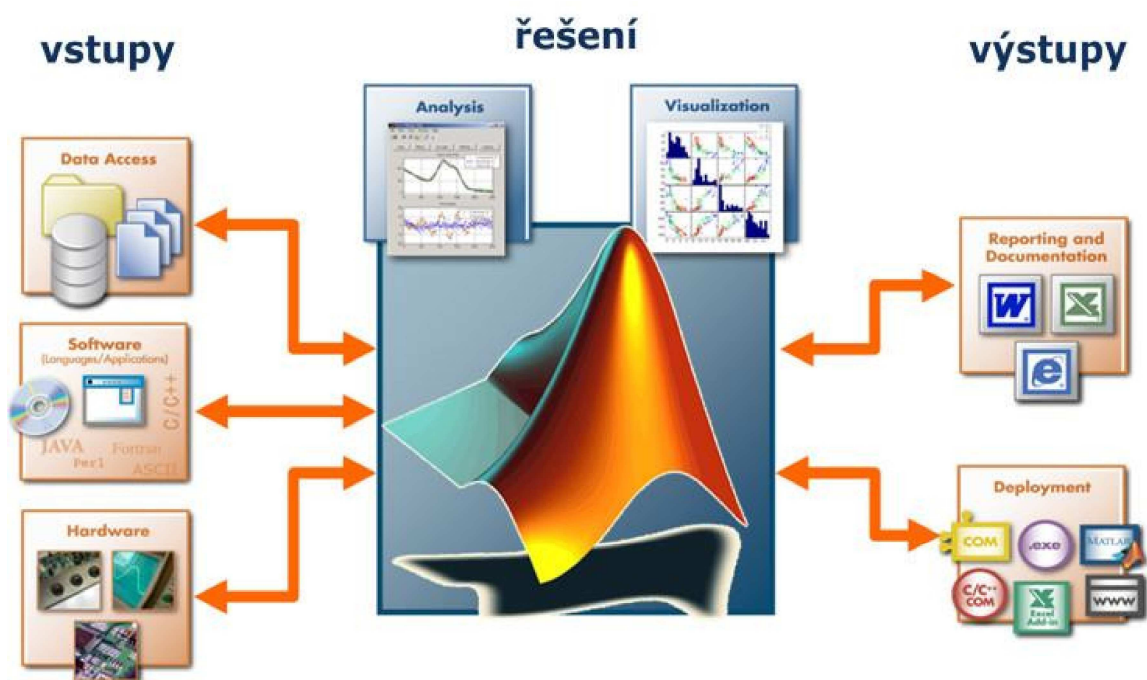 vstupy
řešení
výstupy
Analysis
Visualization
Data Access
Software
(Languages/Applications)
C/C++
JAVA
Fortran
Perl
ASCII
Hardware
Reporting and
Documentation
W
X
e
Deployment
COM
.exe
MATLAB
C/C++
COM
X
Excel
Add-in
www